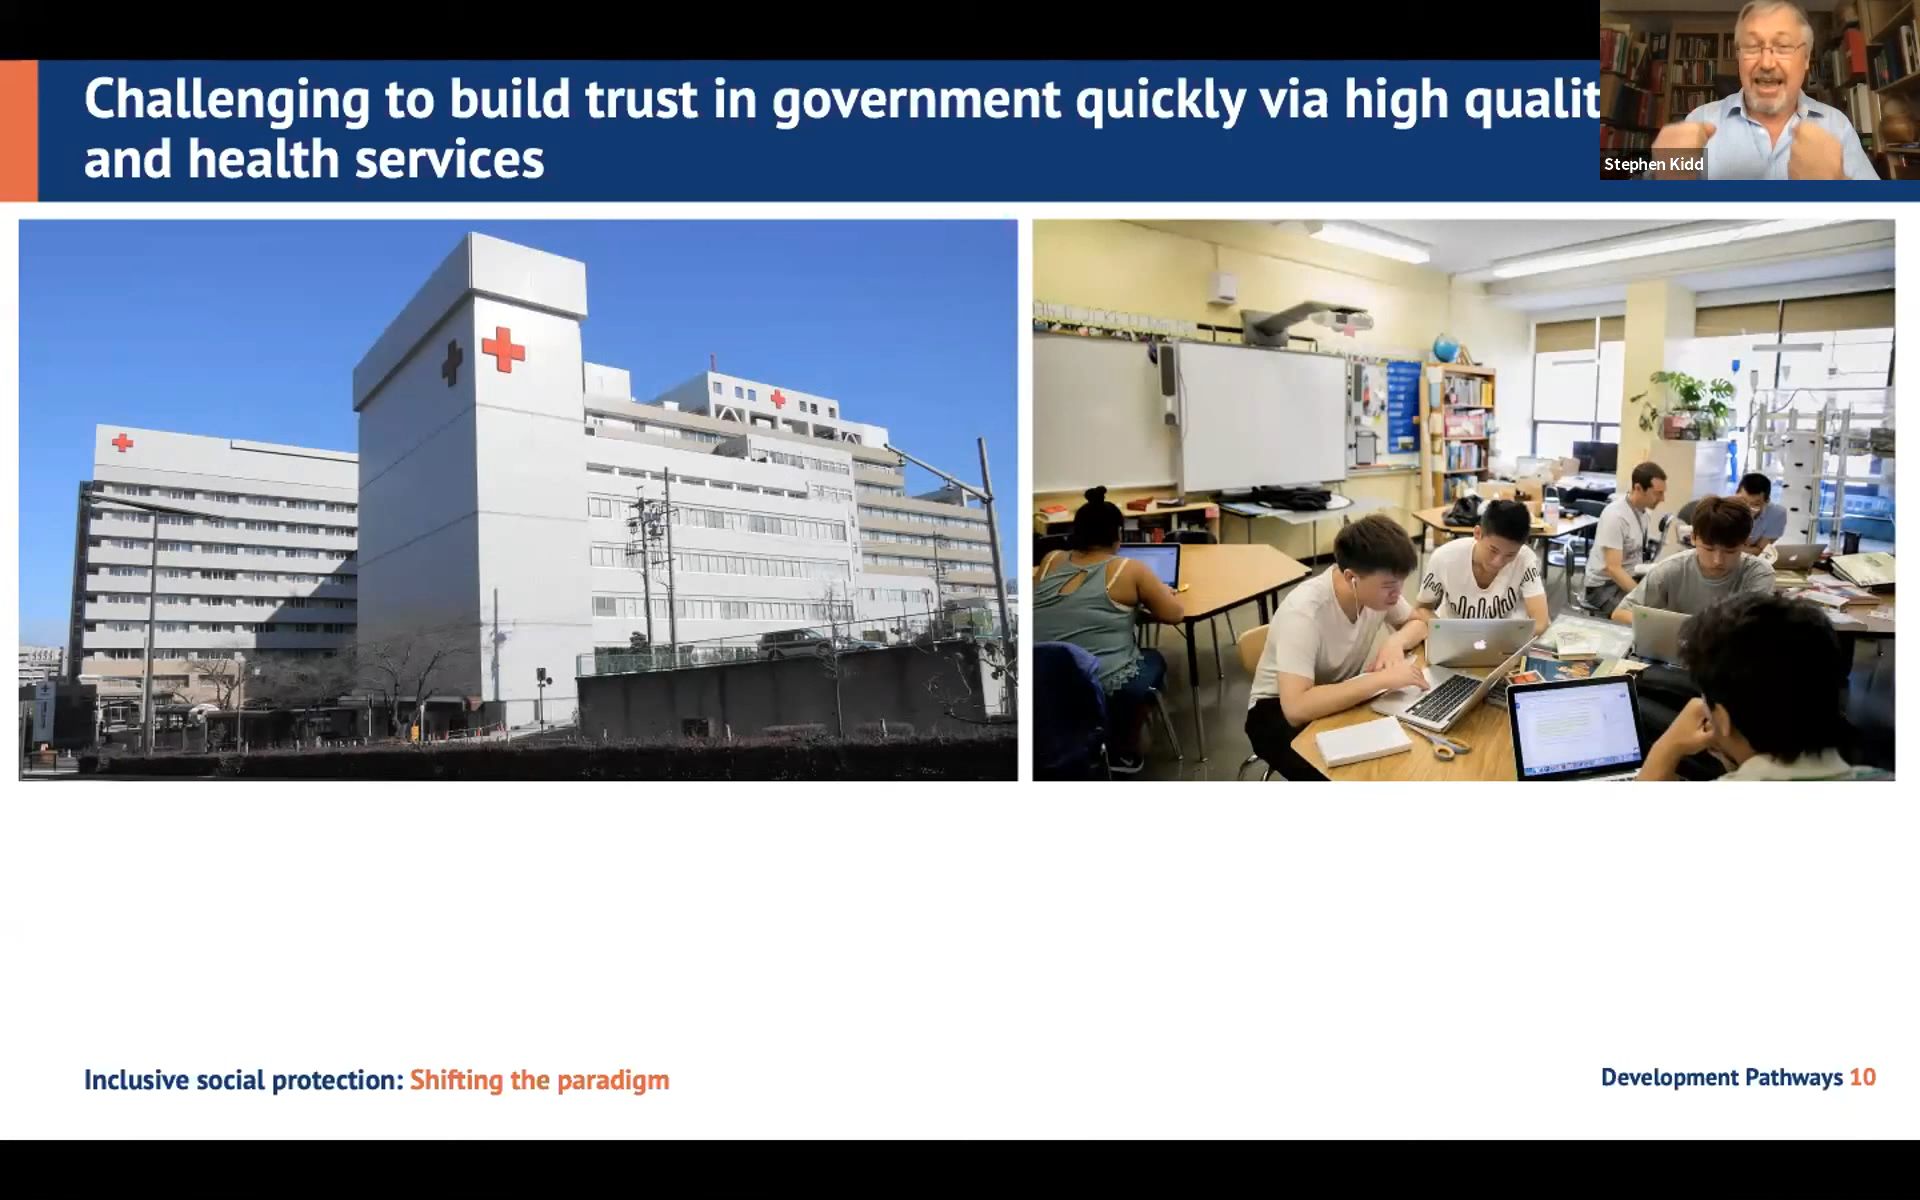 Challenging to build trust in government quickly via high qualit
and health services
Stephen Kidd
Inclusive social protection: Shifting the paradigm
Development Pathways 10